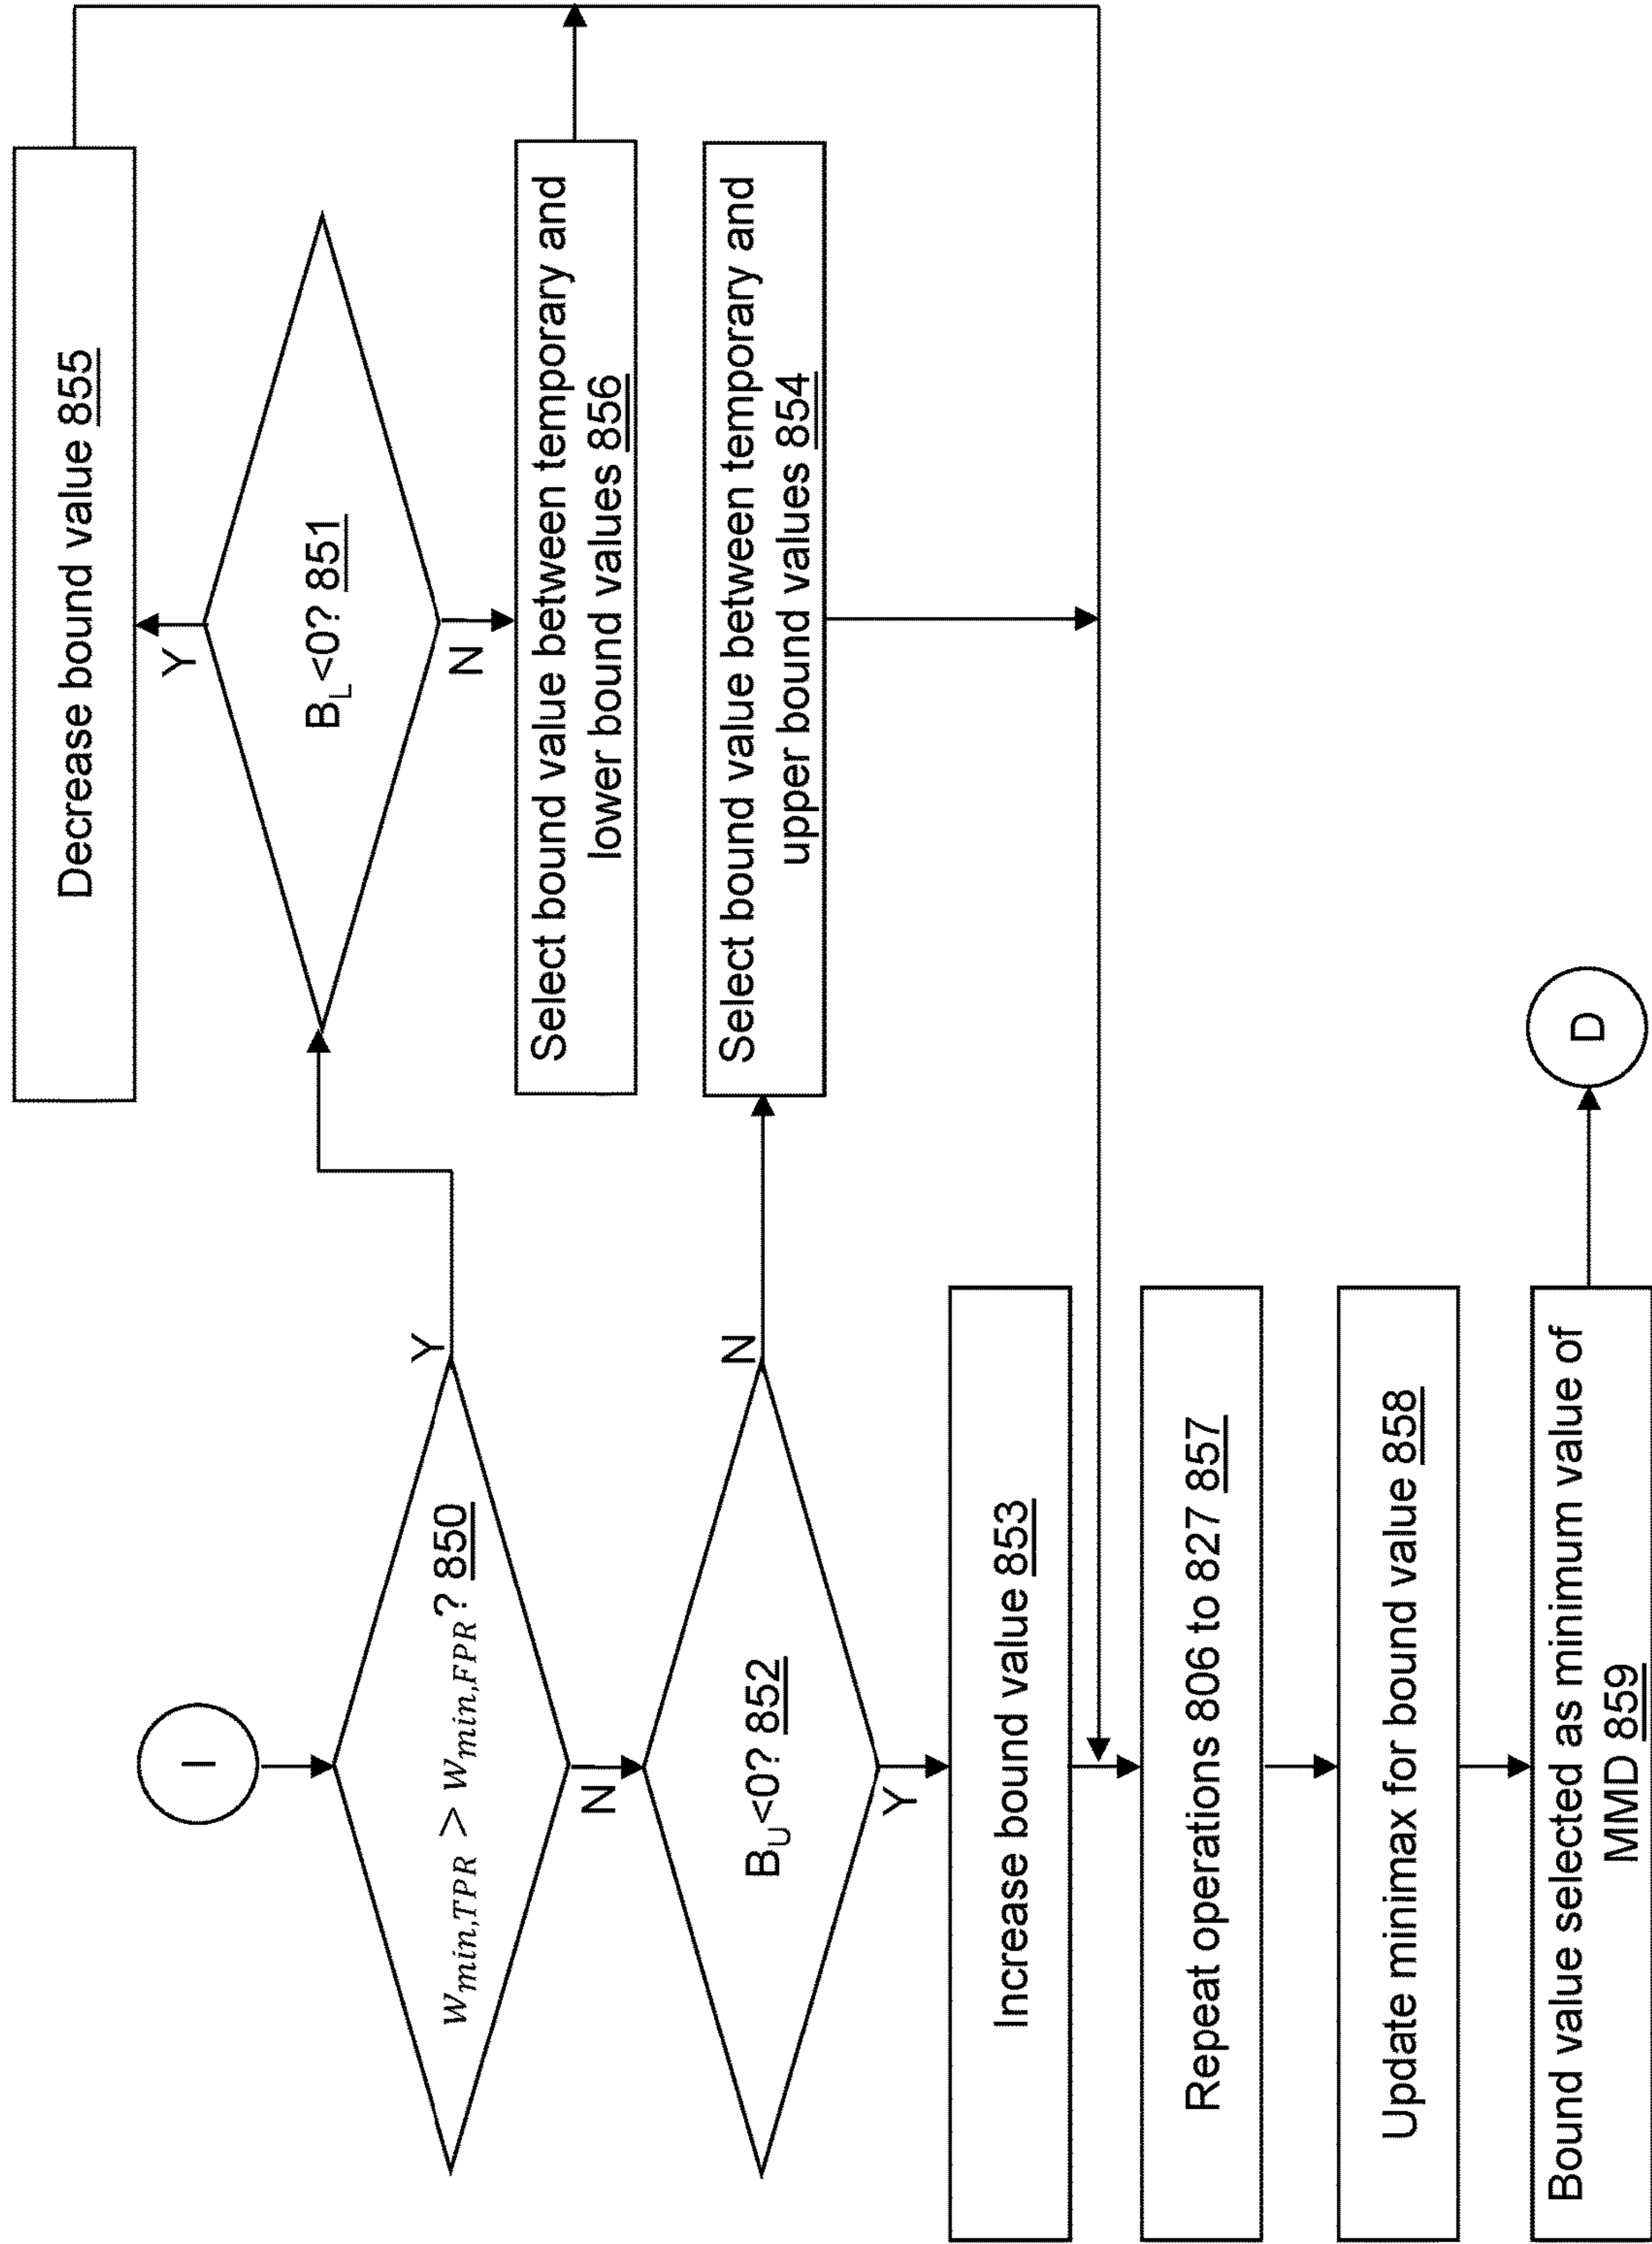 I
w_min,TPR > w_min,FPR? 850
Y
N
B_L<0? 851
Y
N
Decrease bound value 855
Select bound value between temporary and
lower bound values 856
B_U<0? 852
N
Y
Select bound value between temporary and
upper bound values 854
Increase bound value 853
Repeat operations 806 to 827 857
Update minimax for bound value 858
Bound value selected as minimum value of
MMD 859
D